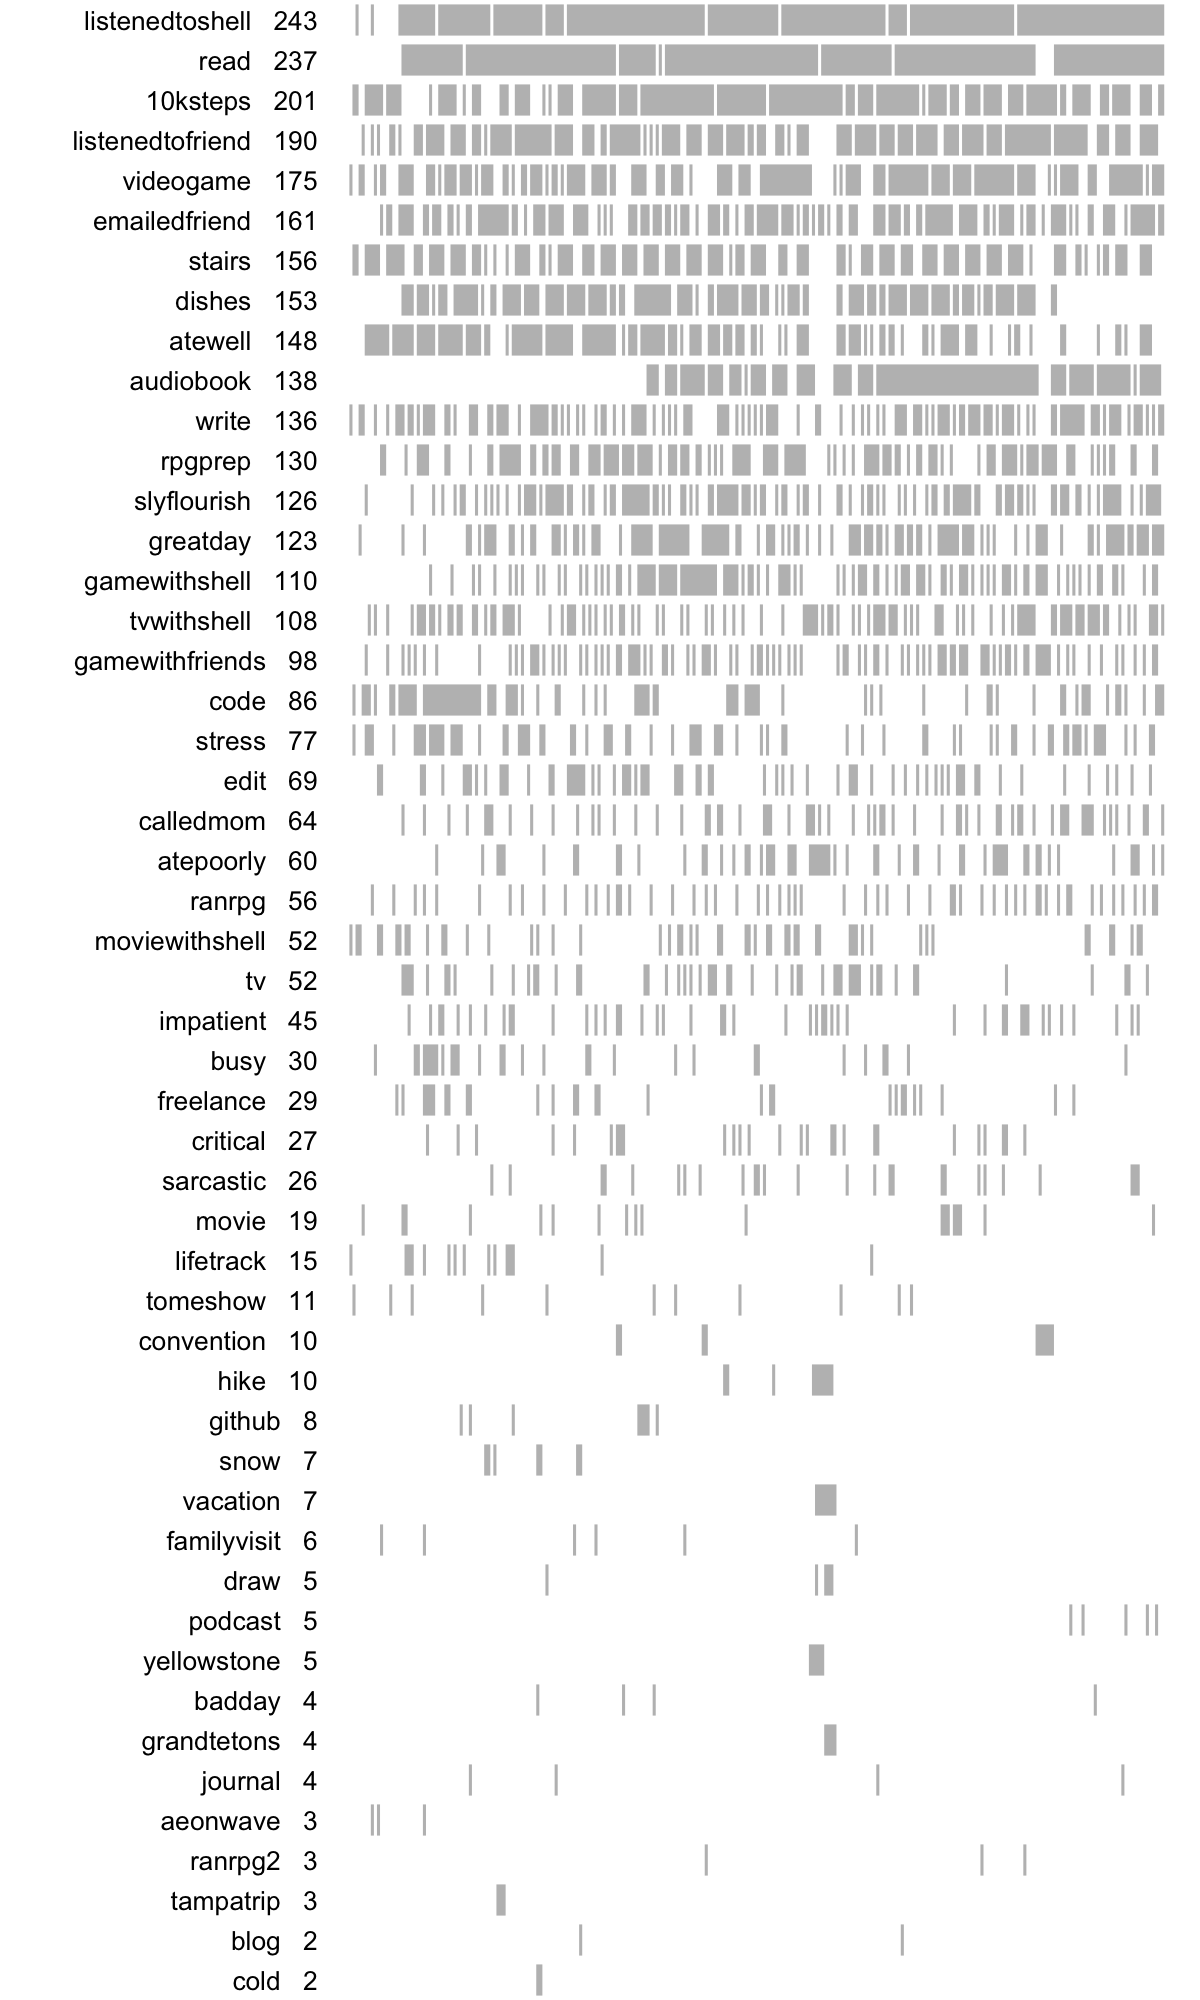 listenedtoshell 243
read 237
10ksteps 201
listenedtofriend 190
videogame 175
emailedfriend 161
stairs 156
dishes 153
atewell 148
audiobook 138
write 136
rpgprep 130
slyflourish 126
greatday 123
gamewithshell 110
tvwithshell 108
gamewithfriends 98
code 86
stress 77
edit 69
calledmom 64
atepoorly 60
ranrpg 56
moviewithshell 52
tv 52
impatient 45
busy 30
freelance 29
critical 27
sarcastic 26
movie 19
lifetrack 15
tomeshow 11
convention 10
hike 10
github 8
snow 7
vacation 7
familyvisit 6
draw 5
podcast 5
yellowstone 5
badday 4
grandtetons 4
journal 4
aeonwave 3
ranrpg2 3
tampatrip 3
blog 2
cold 2